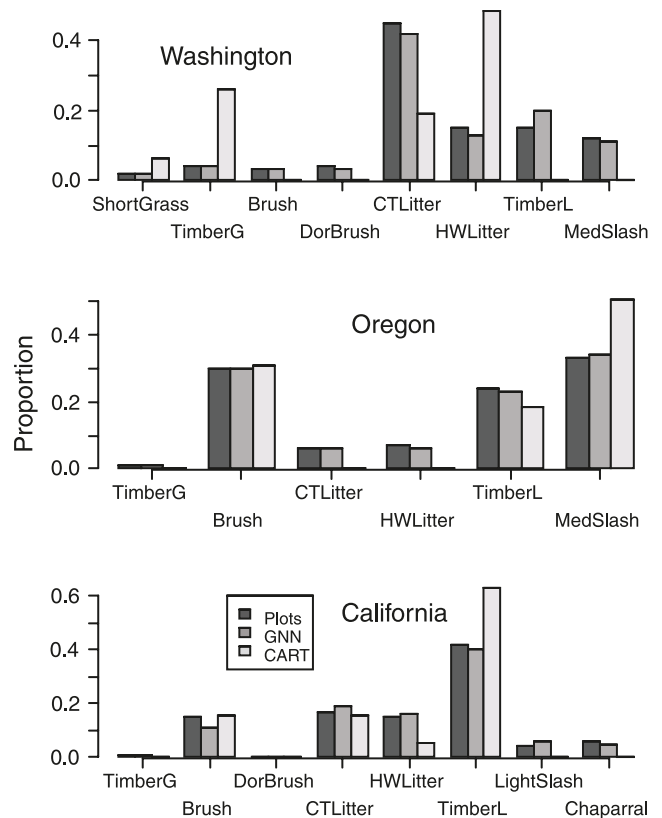 0.4
Washington
0.2
0.0
ShortGrass Brush CTLitter TimberL
TimberG DorBrush HWLitter MedSlash
0.4
Oregon
Proportion
0.2
0.0
TimberG CTLitter TimberL
Brush HWLitter MedSlash
0.6
California
Plots
GNN
CART
0.4
0.2
0.0
TimberG DorBrush HWLitter LightSlash
Brush CTLitter TimberL Chaparral